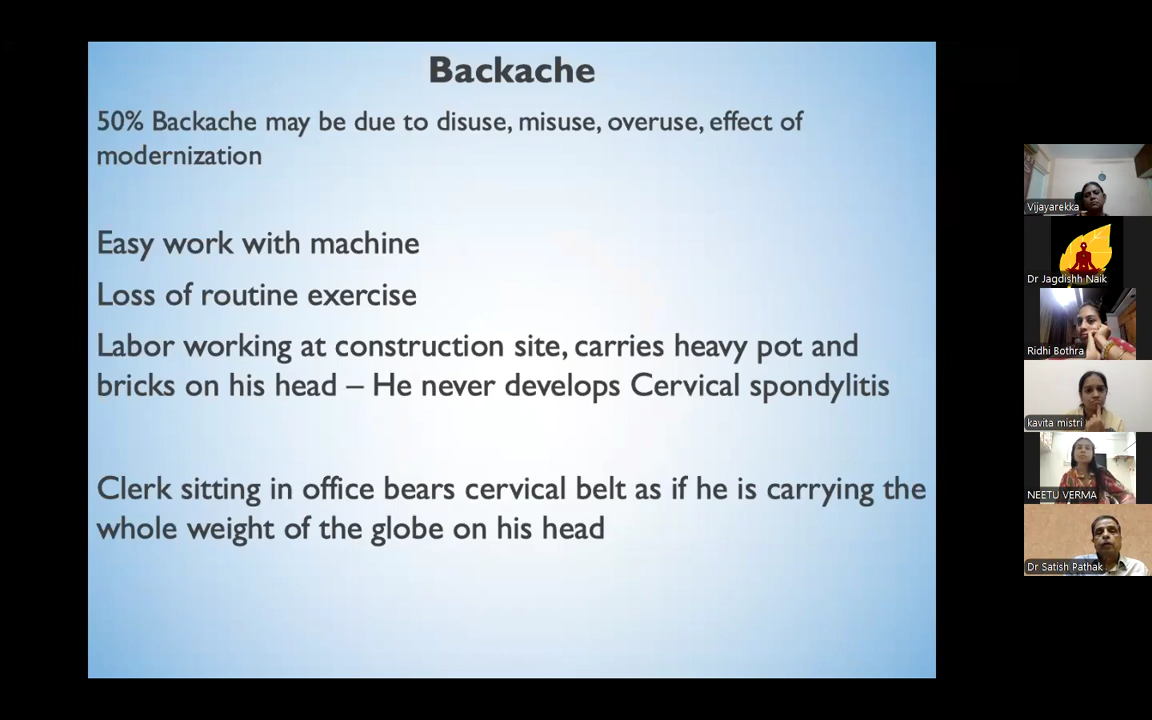 Backache
50% Backache may be due to disuse, misuse, overuse, effect of
modernization
Easy work with machine
Loss of routine exercise
Labor working at construction site, carries heavy pot and
bricks on his head – He never develops Cervical spondylitis
Clerk sitting in office bears cervical belt as if he is carrying the
whole weight of the globe on his head
Vijayarekka
Dr Jagdishh Naik
Ridhi Bothra
kavita mistri
NEETU VERMA
Dr Satish Pathak